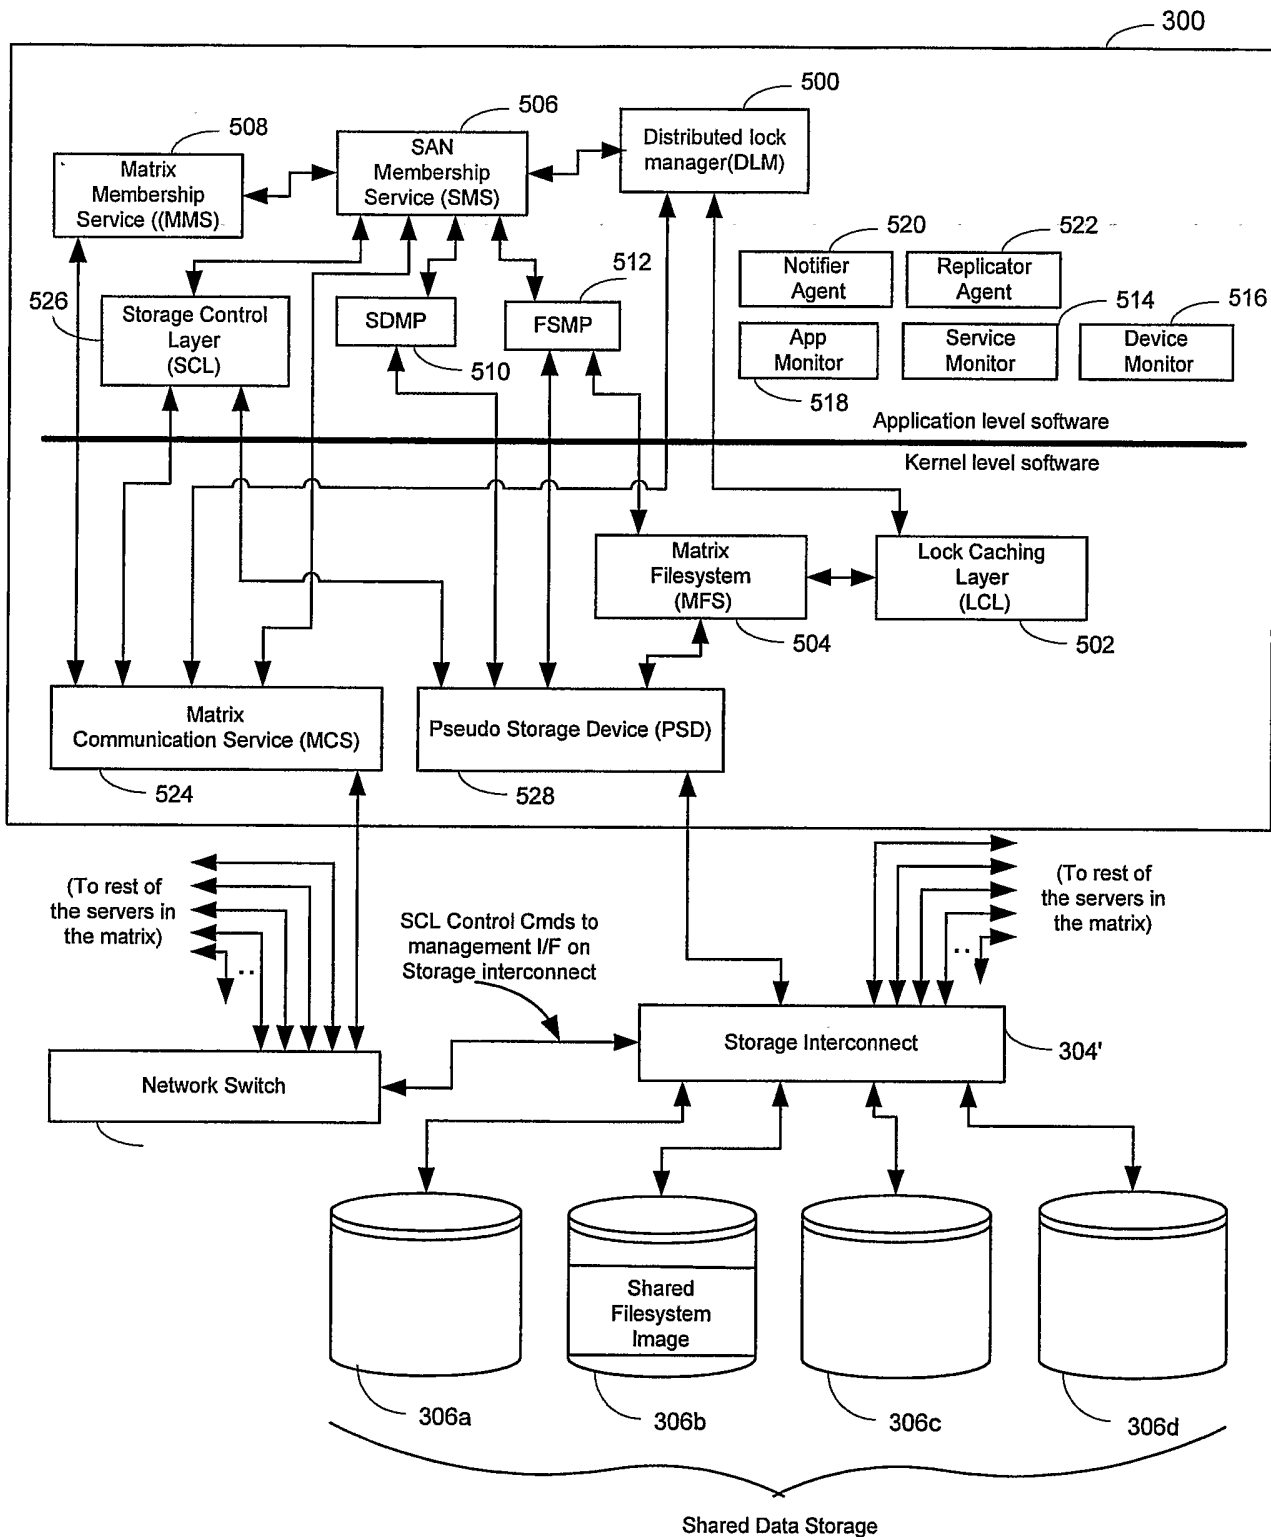 300
500
506
508
SAN
Membership
Service (SMS)
Distributed lock
manager(DLM)
Matrix
Membership
Service ((MMS)
520
522
Notifier
Agent
Replicator
Agent
512
514
516
526
Storage Control
Layer
(SCL)
SDMP
FSMP
App
Monitor
Service
Monitor
Device
Monitor
510
518
Application level software
Kernel level software
Matrix
Filesystem
(MFS)
Lock Caching
Layer
(LCL)
504
502
Matrix
Communication Service (MCS)
Pseudo Storage Device (PSD)
524
528
(To rest of
the servers in
the matrix)
(To rest of
the servers in
the matrix)
SCL Control Cmds to
management I/F on
Storage interconnect
Storage Interconnect
304'
Network Switch
Shared
Filesystem
Image
306a
306b
306c
306d
Shared Data Storage